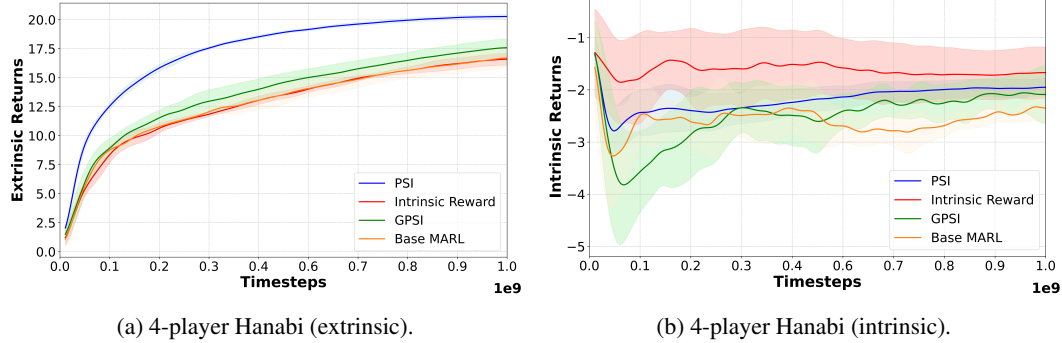 Extrinsic Returns
20.0
17.5
15.0
12.5
10.0
7.5
5.0
2.5
0.0
PSI
Intrinsic Reward
GPSI
Base MARL
0.0 0.1 0.2 0.3 0.4 0.5 0.6 0.7 0.8 0.9 1.0
Timesteps
1e9
(a) 4-player Hanabi (extrinsic).
Intrinsic Returns
−1
−2
−3
−4
−5
PSI
Intrinsic Reward
GPSI
Base MARL
0.0 0.1 0.2 0.3 0.4 0.5 0.6 0.7 0.8 0.9 1.0
Timesteps
1e9
(b) 4-player Hanabi (intrinsic).